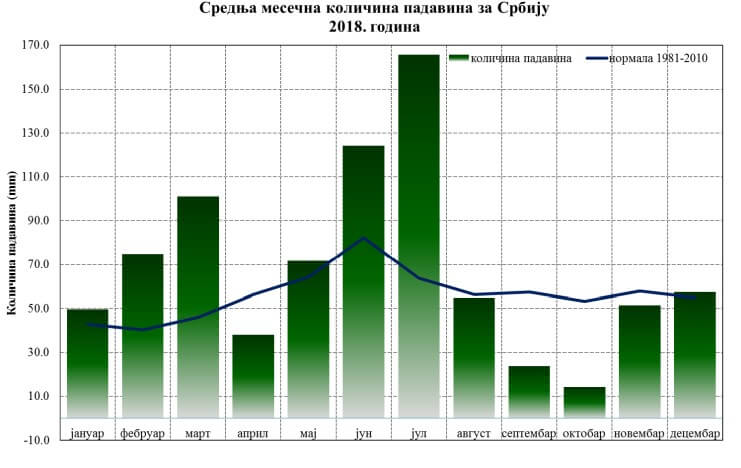 Средња месечна количина падавина за Србију
2018. година
количина падавина
нормала 1981-2010
Количина падавина (mm)
170.0
150.0
130.0
110.0
90.0
70.0
50.0
30.0
10.0
-10.0
јануар фебруар март април мај јун јул август септембар октобар новембар децембар